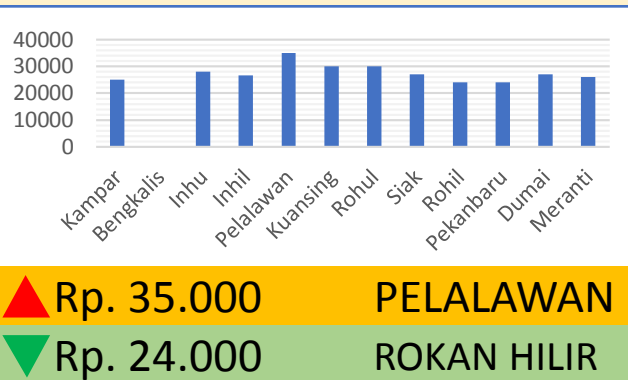 40000
30000
20000
10000
0
Kampar
Bengkalis
Inhu
Inhil
Pelalawan
Kuansing
Rohul
Siak
Rohil
Pekanbaru
Dumai
Meranti
Rp. 35.000 PELALAWAN
Rp. 24.000 ROKAN HILIR